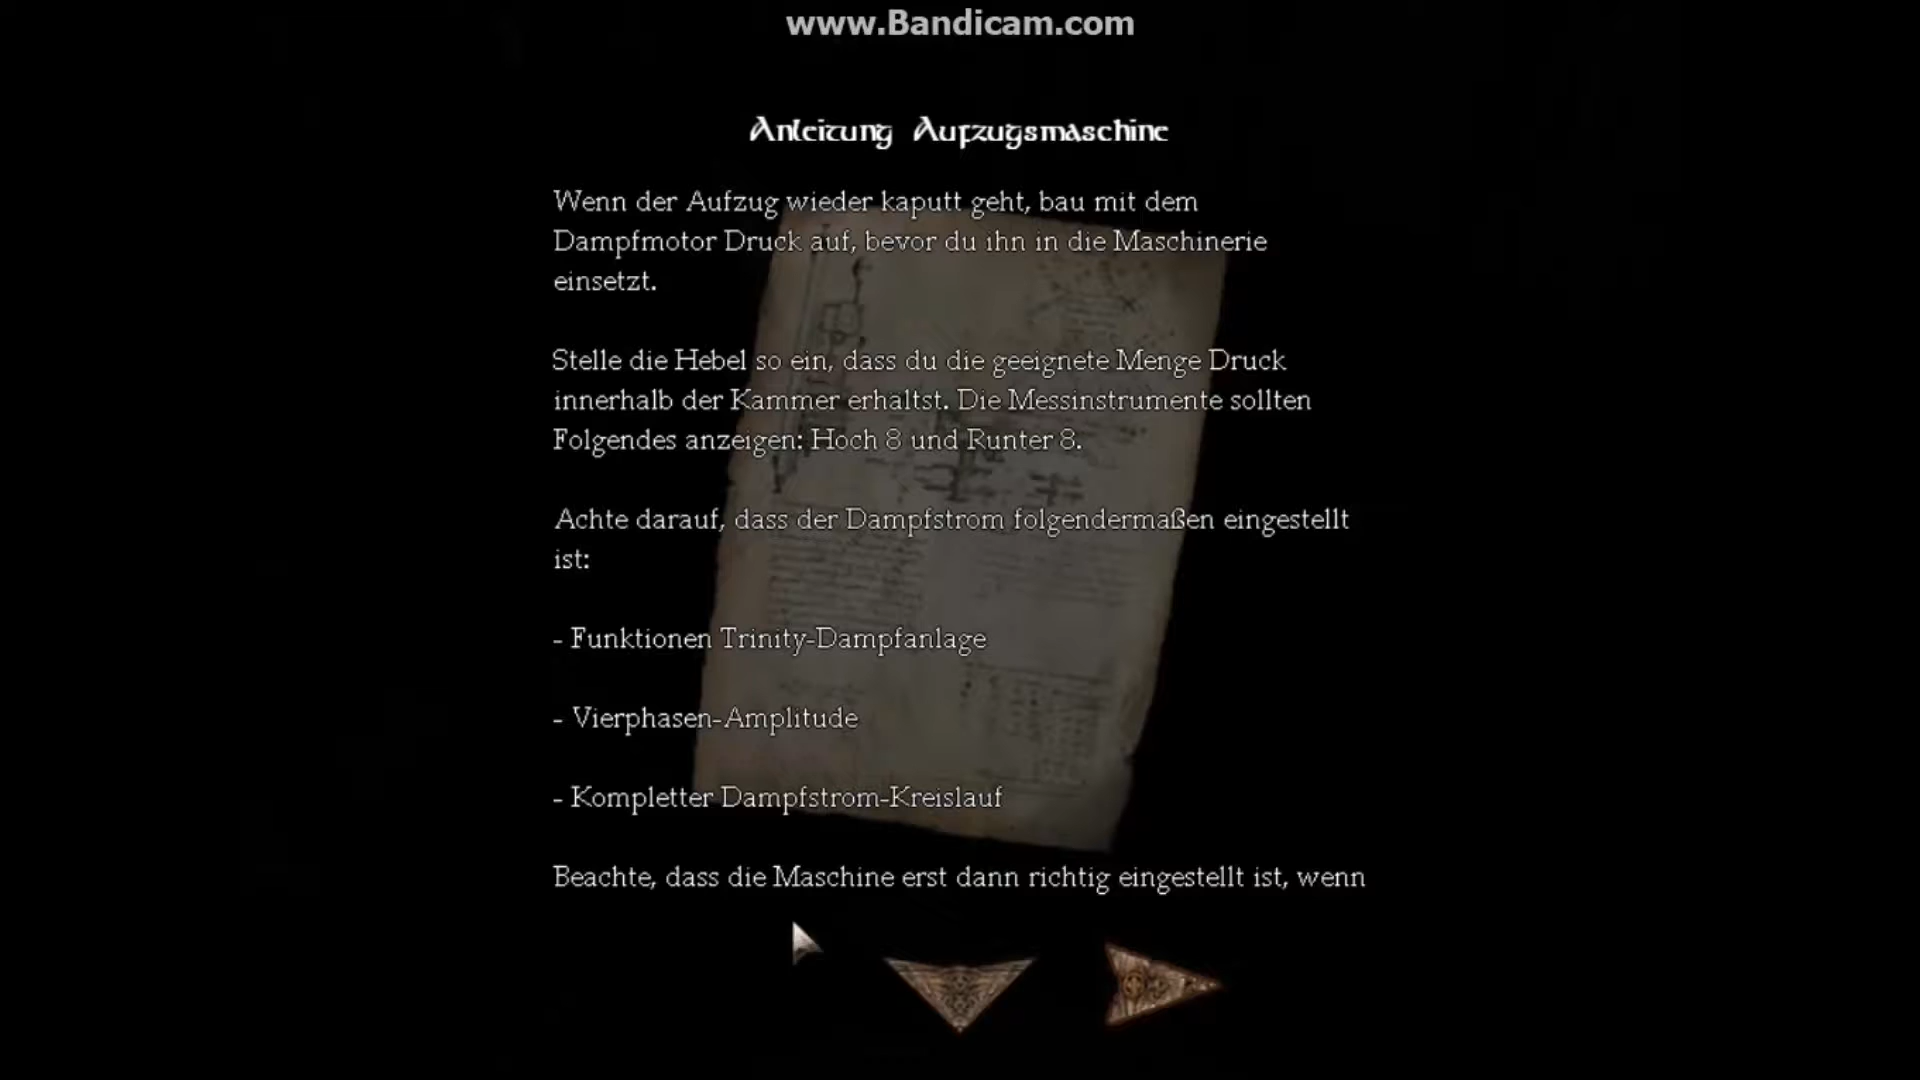 www.Bandicam.com
Anleitung Aufzugsmaschine
Wenn der Aufzug wieder kaputt geht, bau mit dem
Dampfmotor Druck auf, bevor du ihn in die Maschinerie
einsetzt.
Stelle die Hebel so ein, dass du die geeignete Menge Druck
innerhalb der Kammer erhältst. Die Messinstrumente sollten
Folgendes anzeigen: Hoch 8 und Runter 8.
Achte darauf, dass der Dampfstrom folgendermaßen eingestellt
ist:
- Funktionen Trinity-Dampfanlage
- Vierphasen-Amplitude
- Kompletter Dampfstrom-Kreislauf
Beachte, dass die Maschine erst dann richtig eingestellt ist, wenn